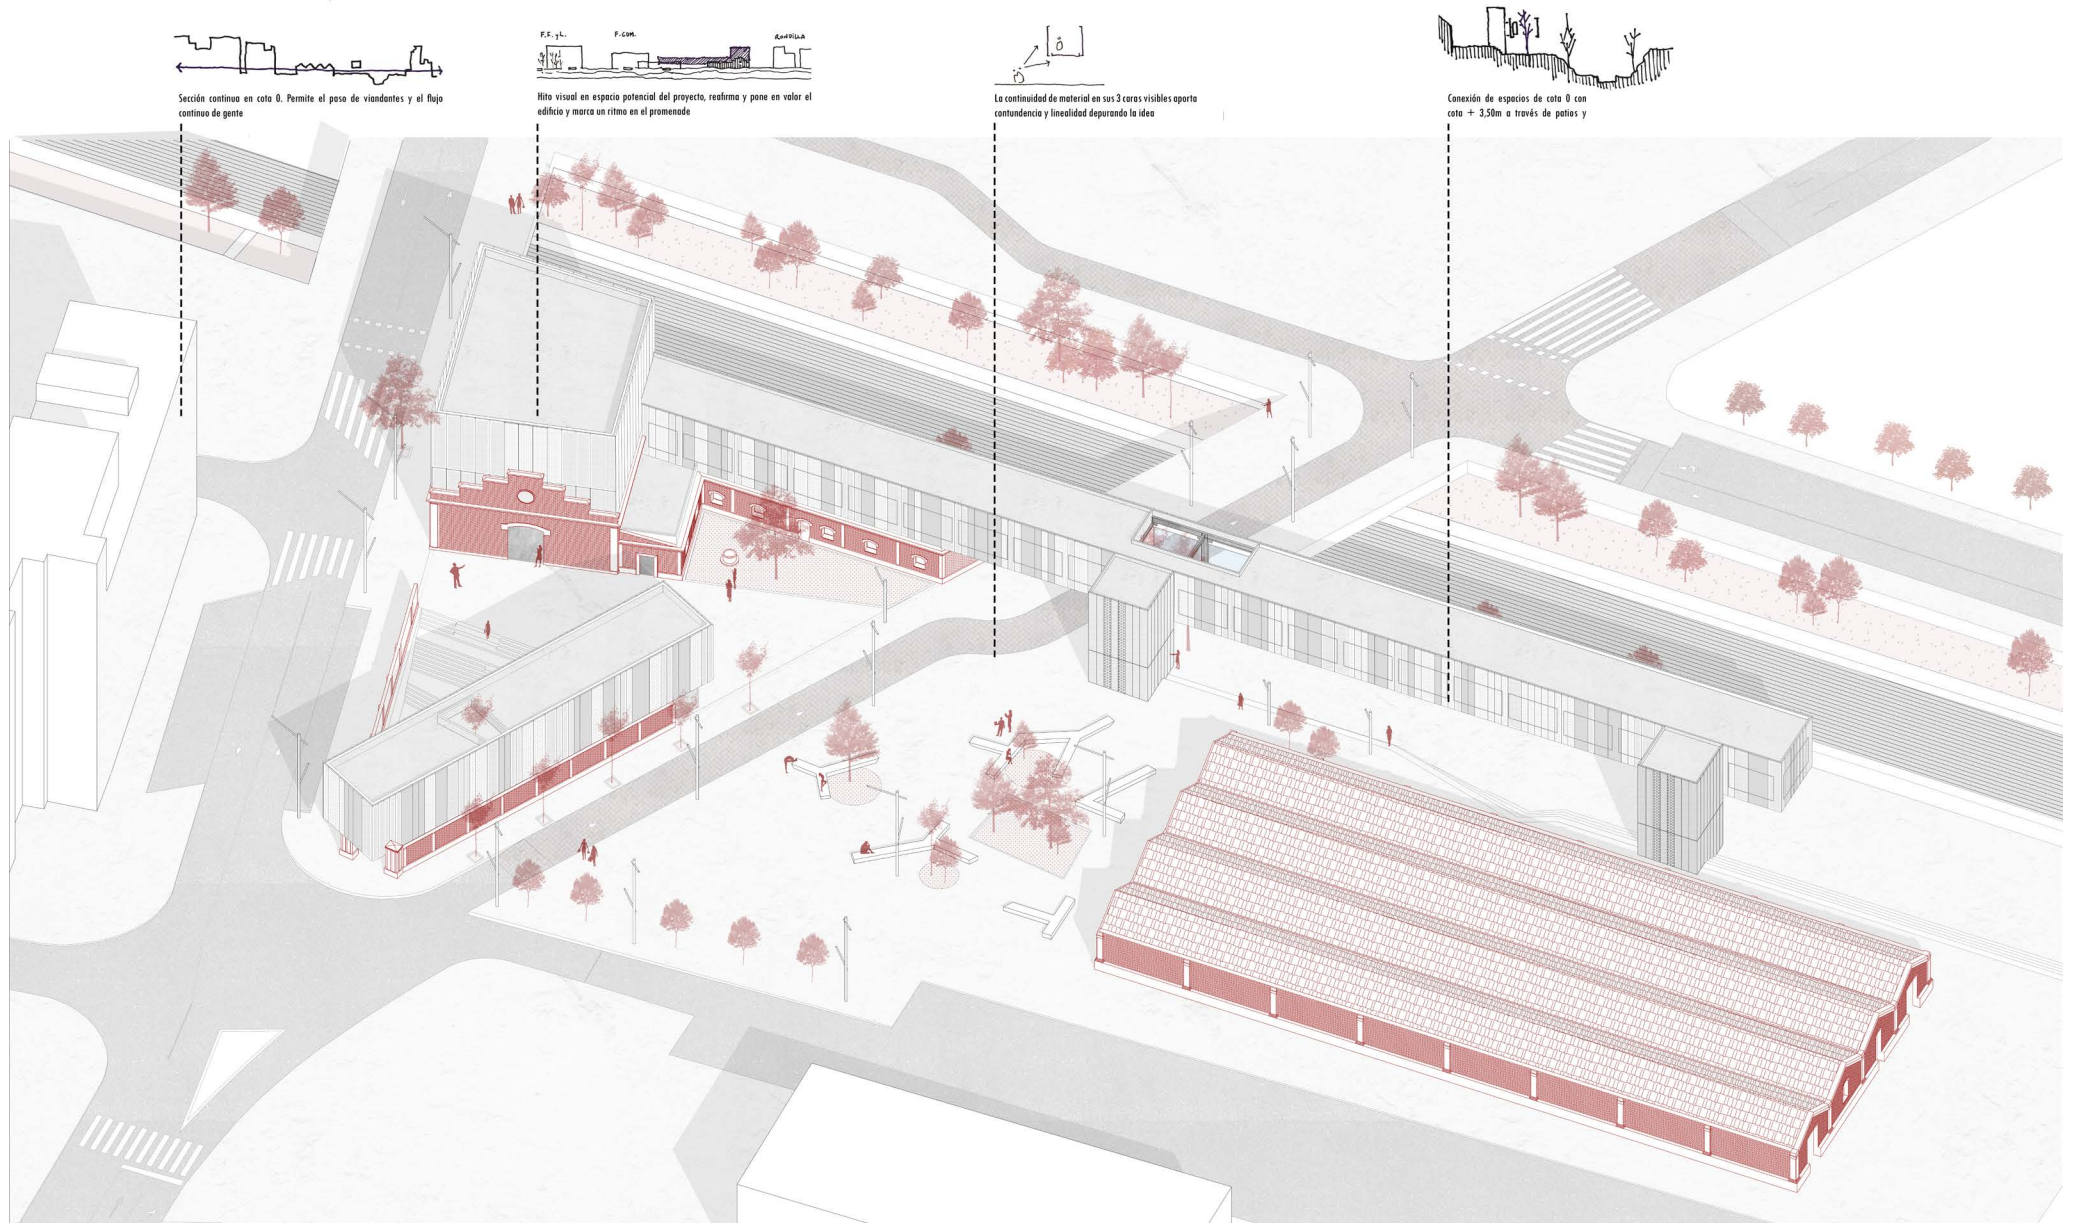 F.F. y L.
F. COM.
RONDILLA
Sección continua en cota 0. Permite el paso de viandantes y el flujo
continuo de gente
Hito visual en espacio potencial del proyecto, reafirma y pone en valor el
edificio y marca un ritmo en el promenade
La continuidad de material en sus 3 caras visibles aporta
contundencia y linealidad depurando la idea
Conexión de espacios de cota 0 con
cota + 3,50m a través de patios y